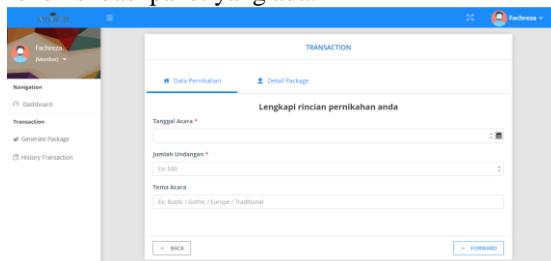 Fachreza
Fachreza
(Member)
Navigation
Dashboard
Transaction
Generate Package
History Transaction
TRANSACTION
Data Pernikahan
Detail Package
Lengkapi rincian pernikahan anda
Tanggal Acara *
Jumlah Undangan *
Ex: 500
Tema Acara
Ex: Rustic / Gothic / Europe / Traditional
BACK
FORWARD